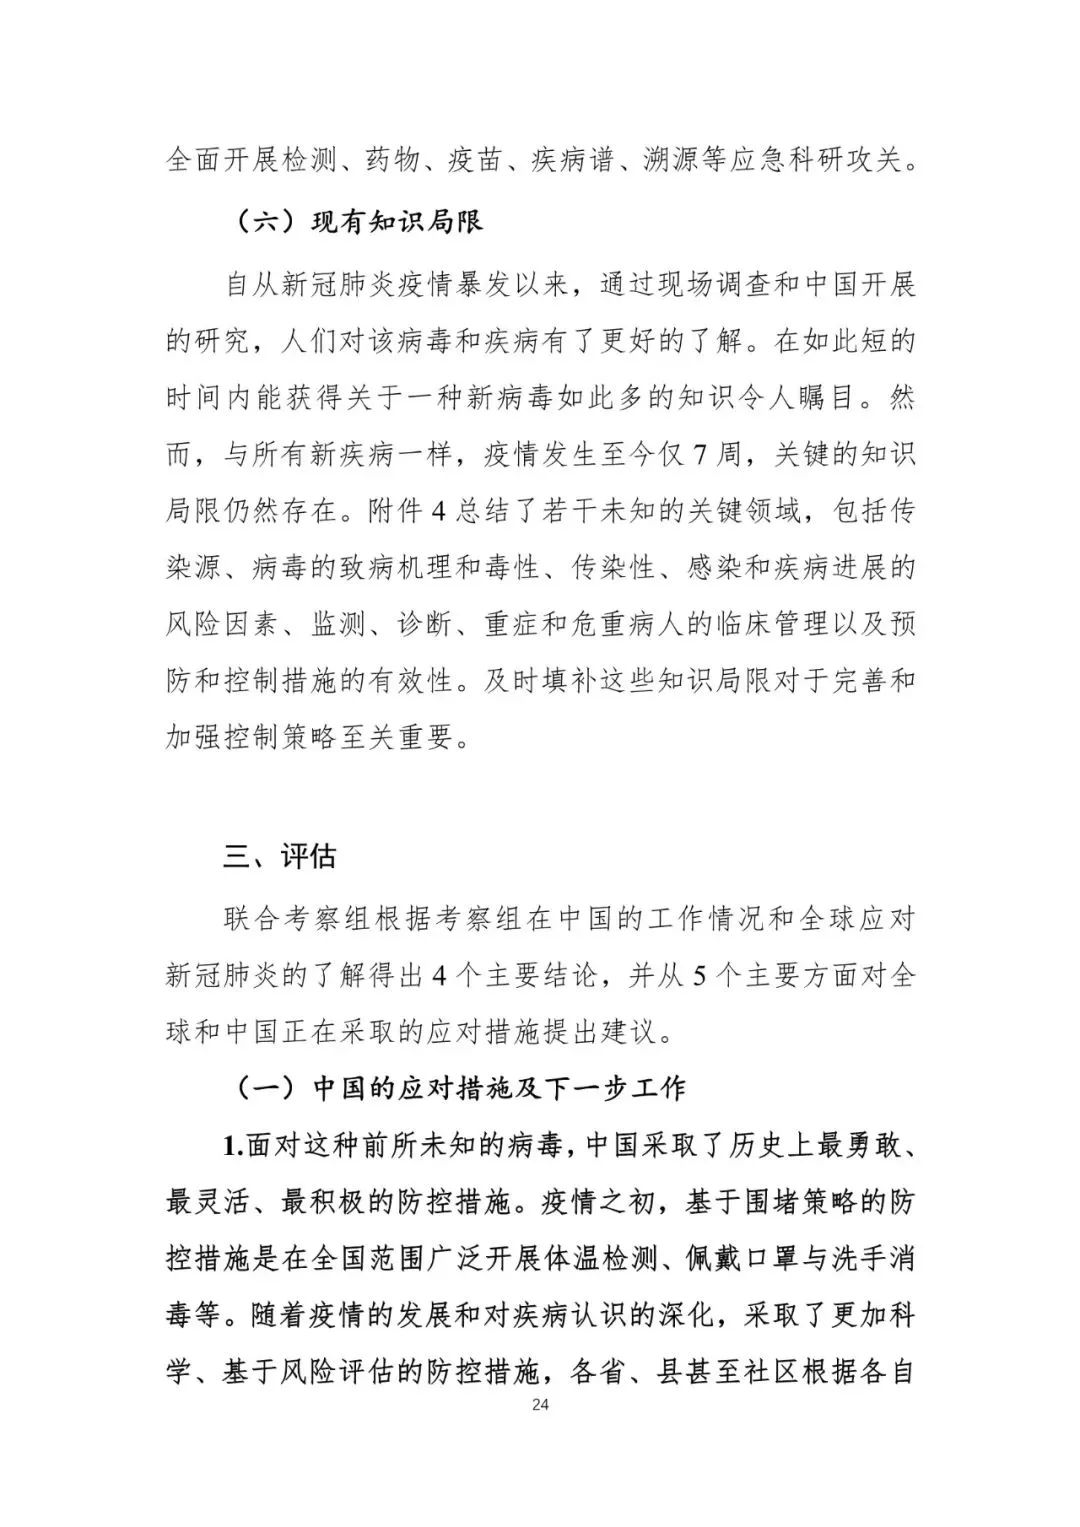 全面开展检测、药物、疫苗、疾病谱、溯源等应急科研攻关。
（六）现有知识局限
自从新冠肺炎疫情暴发以来，通过现场调查和中国开展
的研究，人们对该病毒和疾病有了更好的了解。在如此短的
时间内能获得关于一种新病毒如此多的知识令人瞩目。然
而，与所有新疾病一样，疫情发生至今仅 7 周，关键的知识
局限仍然存在。附件 4 总结了若干未知的关键领域，包括传
染源、病毒的致病机理和毒性、传染性、感染和疾病进展的
风险因素、监测、诊断、重症和危重病人的临床管理以及预
防和控制措施的有效性。及时填补这些知识局限对于完善和
加强控制策略至关重要。
三、评估
联合考察组根据考察组在中国的工作情况和全球应对
新冠肺炎的了解得出 4 个主要结论，并从 5 个主要方面对全
球和中国正在采取的应对措施提出建议。
（一）中国的应对措施及下一步工作
1.面对这种前所未知的病毒，中国采取了历史上最勇敢、
最灵活、最积极的防控措施。疫情之初，基于围堵策略的防
控措施是在全国范围广泛开展体温检测、佩戴口罩与洗手消
毒等。随着疫情的发展和对疾病认识的深化，采取了更加科
学、基于风险评估的防控措施，各省、县甚至社区根据各自
24